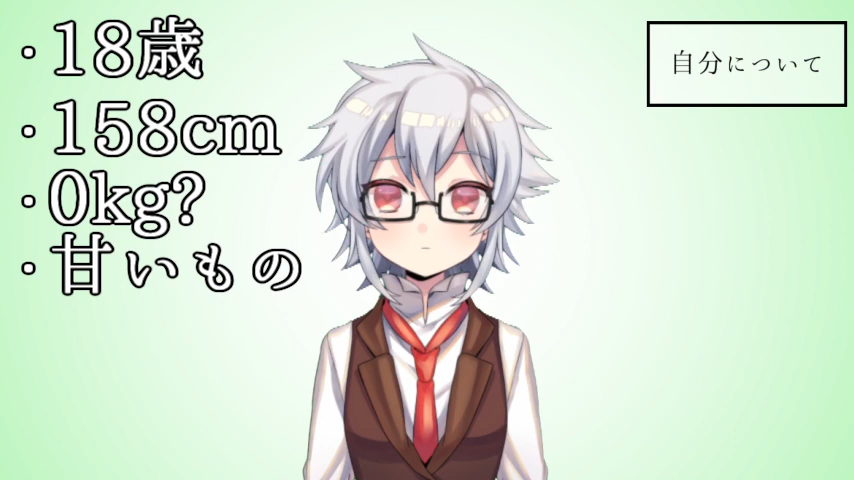 ・18歳
・158cm
・0kg?
・甘いもの
自分について